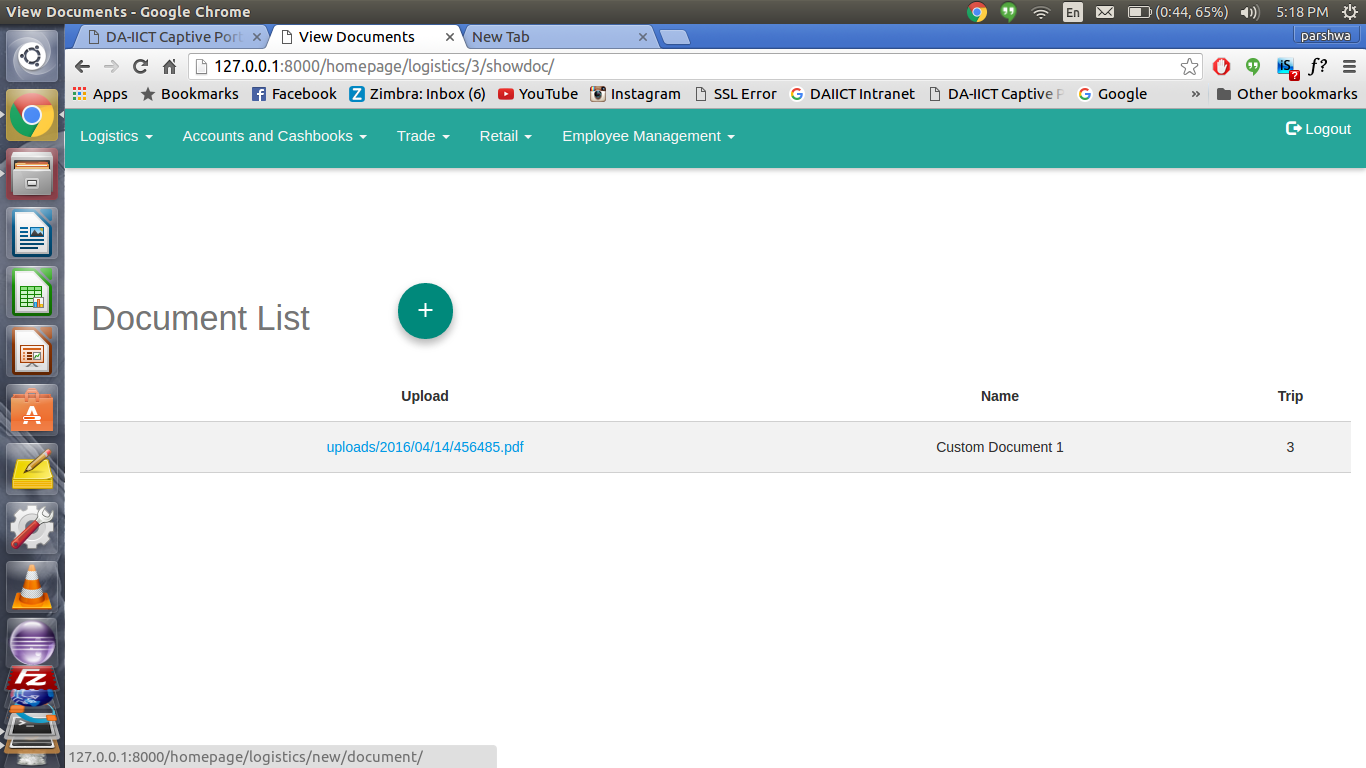 View Documents - Google Chrome En (0:44, 65%) 5:18 PM
DA-IICT Captive Port View Documents New Tab parshwa
127.0.0.1:8000/homepage/logistics/3/showdoc/ iS ? f?
Apps Bookmarks Facebook Zimbra: Inbox (6) YouTube Instagram SSL Error DAIICT Intranet DA-IICT Captive P Google » Other bookmarks
Logistics Accounts and Cashbooks Trade Retail Employee Management Logout
Document List +
Upload Name Trip
uploads/2016/04/14/456485.pdf Custom Document 1 3
127.0.0.1:8000/homepage/logistics/new/document/